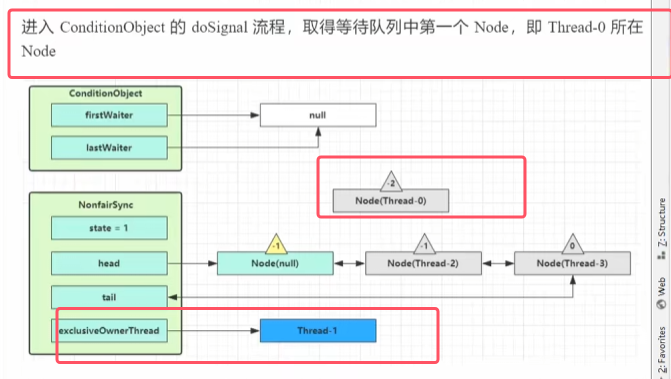 进入 ConditionObject 的 doSignal 流程，取得等待队列中第一个 Node，即 Thread-0 所在
Node
ConditionObject
firstWaiter
null
lastWaiter
-2
Node(Thread-0)
NonfairSync
state = 1
-1
-1
0
head
Node(null)
Node(Thread-2)
Node(Thread-3)
tail
exclusiveOwnerThread
Thread-1
Z: Structure
Web
2: Favorites